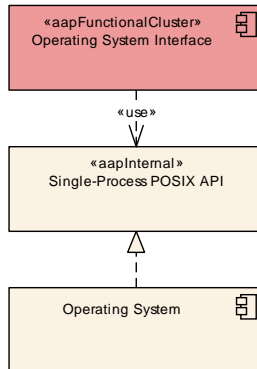 «aapFunctionalCluster»
Operating System Interface
«use»
«aapInternal»
Single-Process POSIX API
Operating System